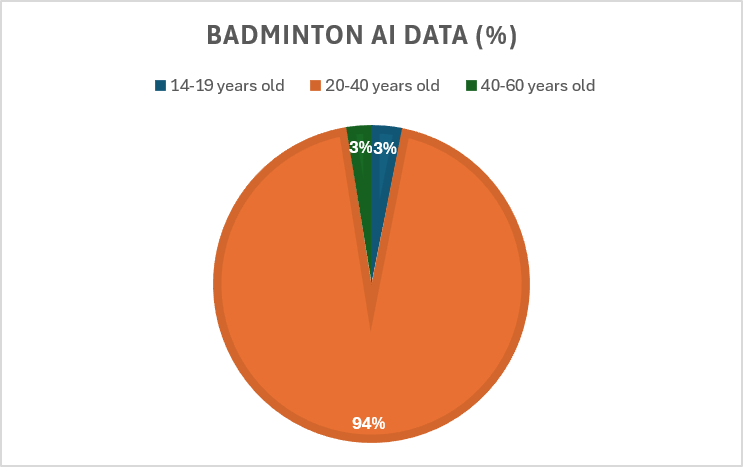 BADMINTON AI DATA (%)
14-19 years old 20-40 years old 40-60 years old
3% 3%
94%